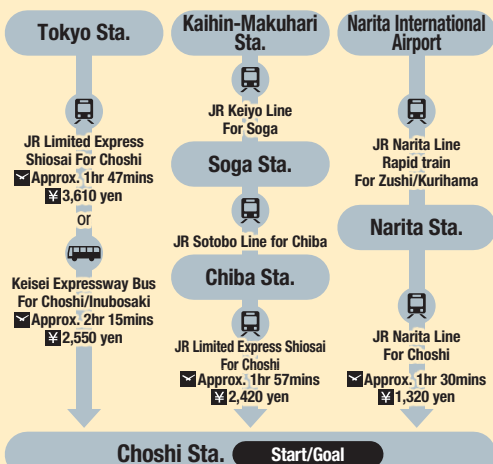 Tokyo Sta.
JR Limited Express
Shiosai For Choshi
Approx. 1hr 47mins
¥3,610 yen
or
Keisei Expressway Bus
For Choshi/Inubosaki
Approx. 2hr 15mins
¥2,550 yen
Kaihin-Makuhari
Sta.
JR Keiyo Line
For Soga
Soga Sta.
JR Sotobo Line for Chiba
Chiba Sta.
JR Limited Express Shiosai
For Choshi
Approx. 1hr 57mins
¥2,420 yen
Narita International
Airport
JR Narita Line
Rapid train
For Zushi/Kurihama
Narita Sta.
JR Narita Line
For Choshi
Approx. 1hr 30mins
¥1,320 yen
Choshi Sta. Start/Goal